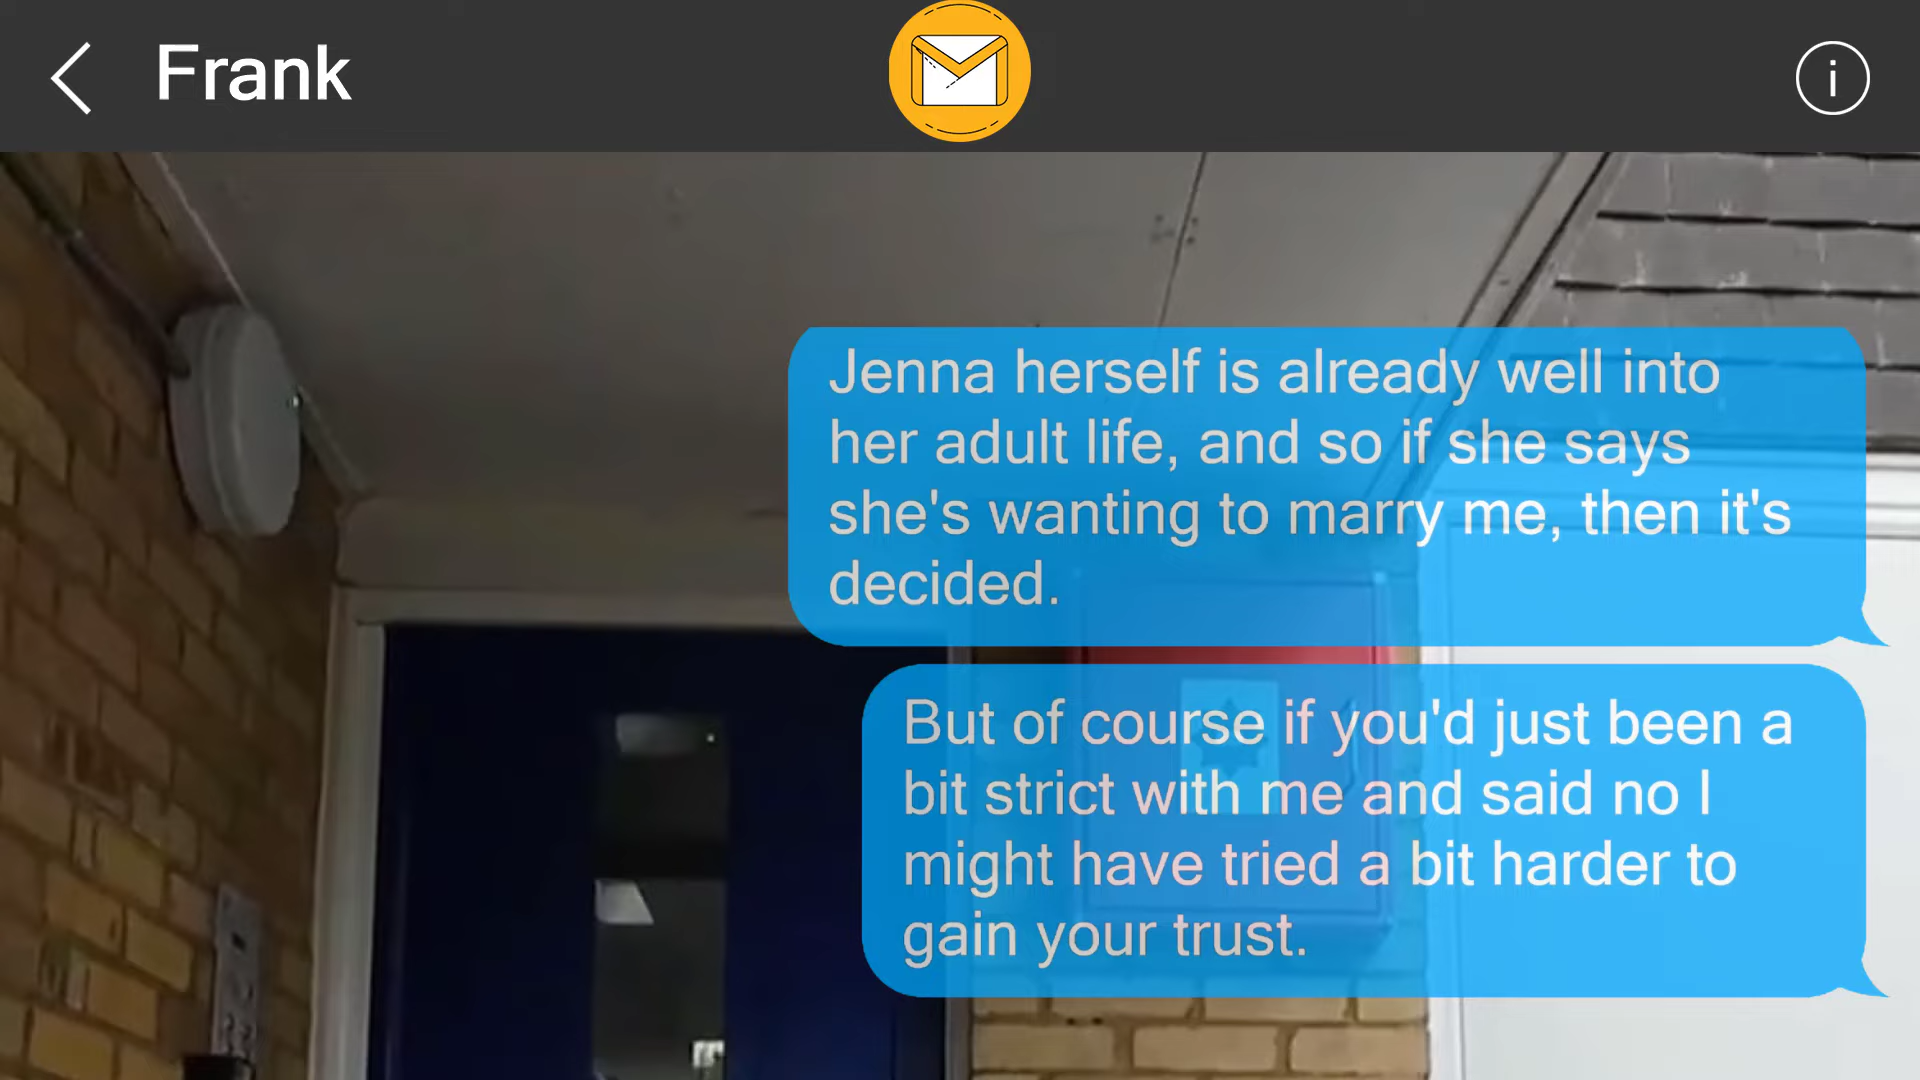 Frank
i
Jenna herself is already well into
her adult life, and so if she says
she's wanting to marry me, then it's
decided.
But of course if you'd just been a
bit strict with me and said no I
might have tried a bit harder to
gain your trust.